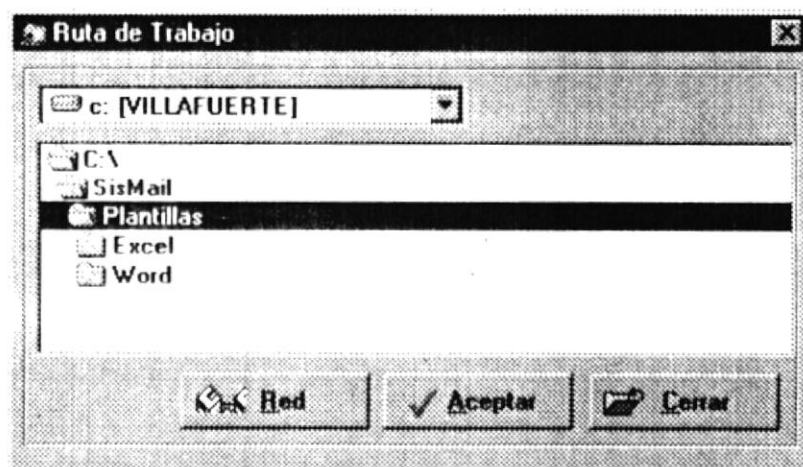 Ruta de Trabajo
c: [VILLAFUERTE]
C:\
SisMail
Plantillas
Excel
Word
Red Aceptar Cerrar